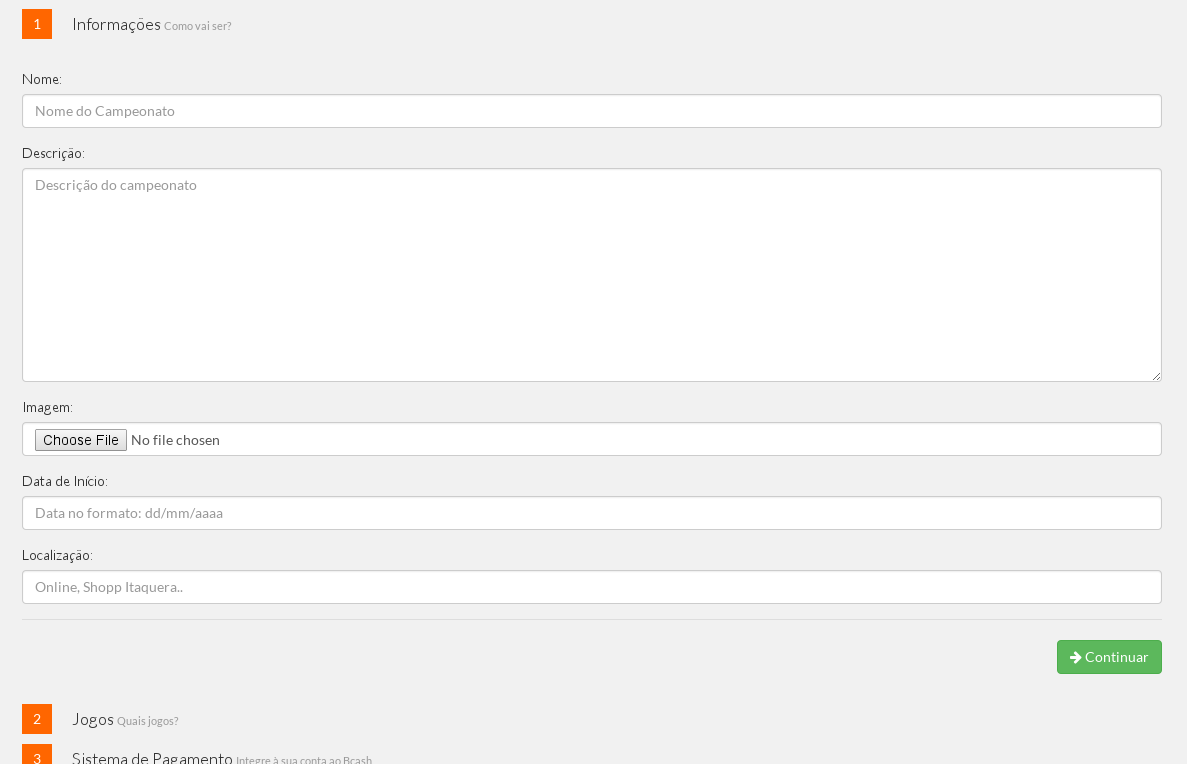 1 Informações Como vai ser?
Nome:
Nome do Campeonato
Descrição:
Descrição do campeonato
Imagem:
Choose File No file chosen
Data de Início:
Data no formato: dd/mm/aaaa
Localização:
Online, Shopp Itaquera..
Continuar
2 Jogos Quais jogos?
3 Sistema de Pagamento Integre à sua conta ao Bcash